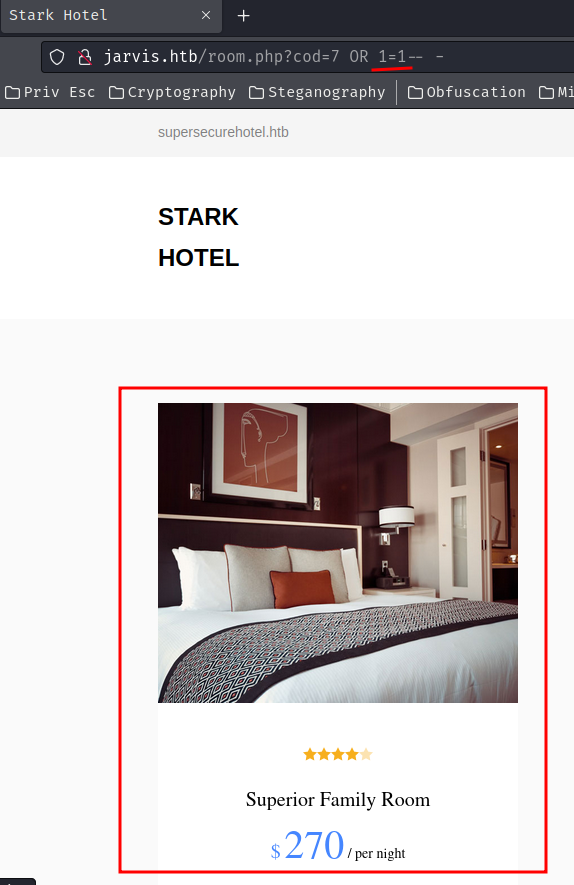 Stark Hotel × +
jarvis.htb/room.php?cod=7 OR 1=1-- -
Priv Esc Cryptography Steganography Obfuscation Mi
supersecurehotel.htb
STARK
HOTEL
Superior Family Room
$ 270 / per night